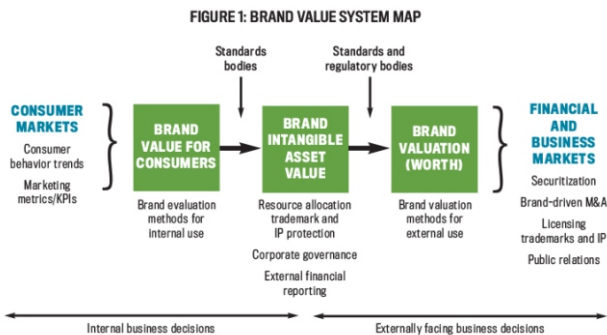 FIGURE 1: BRAND VALUE SYSTEM MAP
Standards
bodies
Standards and
regulatory bodies
CONSUMER
MARKETS
Consumer
behavior trends
Marketing
metrics/KPIs
BRAND
VALUE FOR
CONSUMERS
Brand evaluation
methods for
internal use
BRAND
INTANGIBLE
ASSET
VALUE
Resource allocation
trademark and
IP protection
Corporate governance
External financial
reporting
BRAND
VALUATION
(WORTH)
Brand valuation
methods for
external use
FINANCIAL
AND
BUSINESS
MARKETS
Securitization
Brand-driven M&A
Licensing
trademarks and IP
Public relations
Internal business decisions
Externally facing business decisions